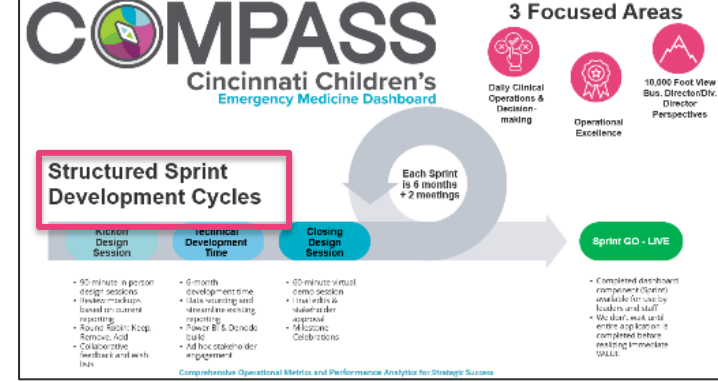 COMPASS
Cincinnati Children's
Emergency Medicine Dashboard
3 Focused Areas
Daily Clinical
Operations &
Decision-
making
Operational
Excellence
10,000 Foot View
Bus. Director/Div.
Director
Perspectives
Structured Sprint
Development Cycles
Each Sprint
is 6 months
+ 2 meetings
Kickoff
Design
Session
Technical
Development
Time
Closing
Design
Session
Sprint GO - LIVE
• 90-minute in person
design sessions
• Review mockups
based on current
reporting
• Round Robin: Keep,
Remove, Add
• Collaborative
feedback and wish
lists
• 6-month
development time
• Data sourcing and
streamline existing
reporting
• Power BI & Denodo
build
• Ad hoc stakeholder
engagement
• 60-minute virtual
demo session
• Final edits &
stakeholder
approval
• Milestone
Celebrations
• Completed dashboard
component (Sprint)
available for use by
leaders and staff
• We don't wait until
entire application is
completed before
realizing immediate
VALUE
Comprehensive Operational Metrics and Performance Analytics for Strategic Success